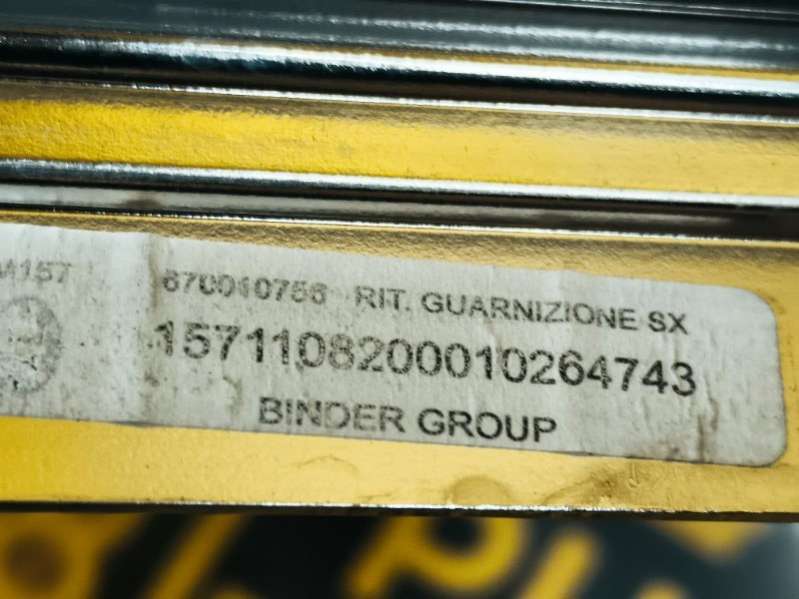 M157
670010756 RIT. GUARNIZIONE SX
15711082000010264743
BINDER GROUP